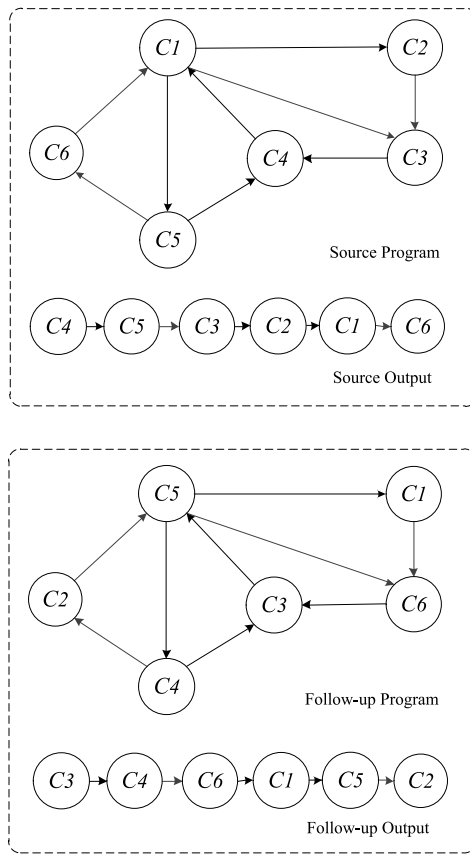 C1 C2
C6 C4 C3
C5
Source Program
C4 C5 C3 C2 C1 C6
Source Output
C5 C1
C2 C3 C6
C4
Follow-up Program
C3 C4 C6 C1 C5 C2
Follow-up Output